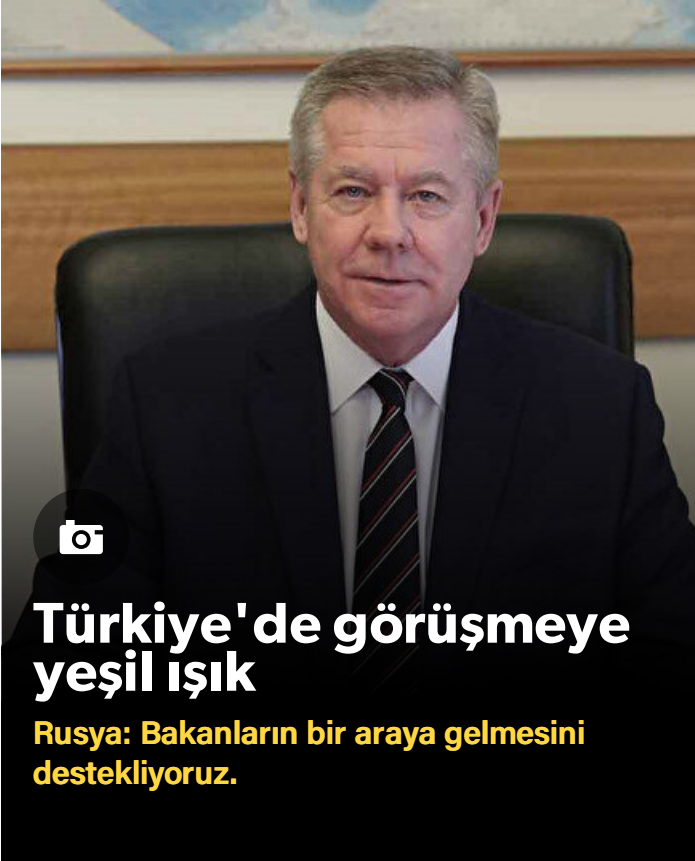 Türkiye'de görüşmeye
yeşil ışık
Rusya: Bakanların bir araya gelmesini
destekliyoruz.